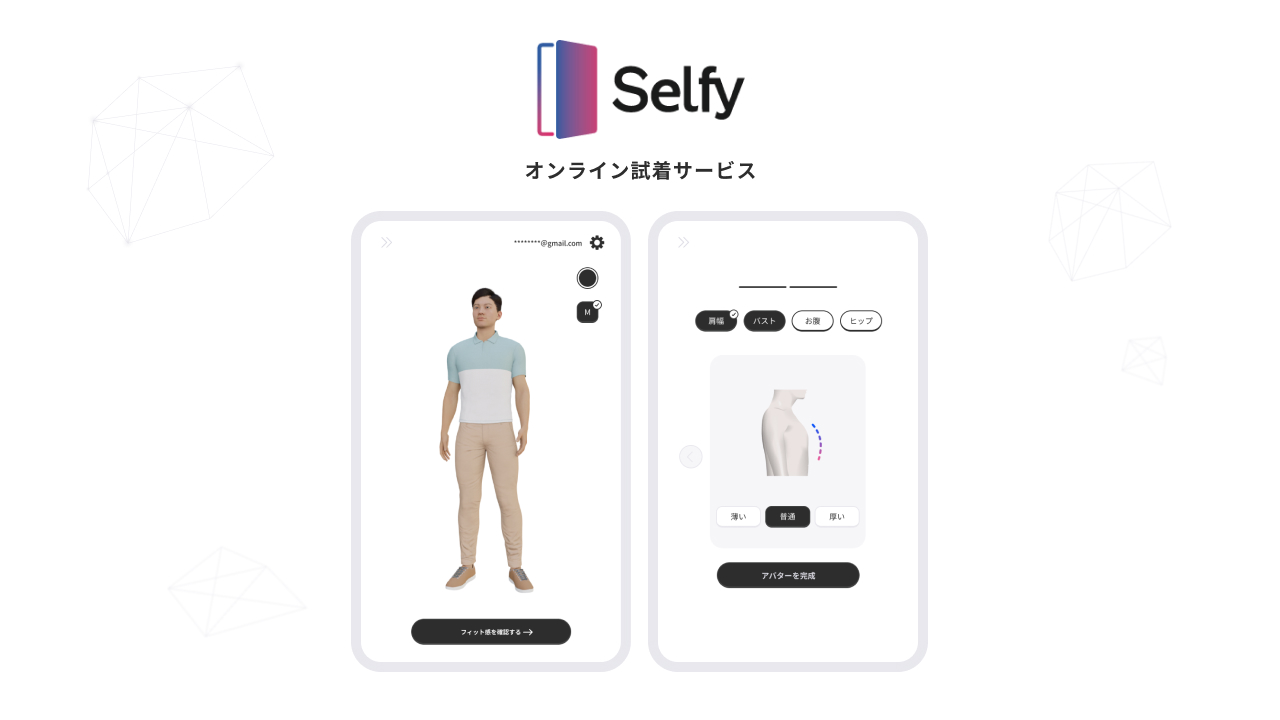 Selfy
オンライン試着サービス
********@gmail.com
M
フィット感を確認する
肩幅 バスト お腹 ヒップ
薄い 普通 厚い
アバターを完成